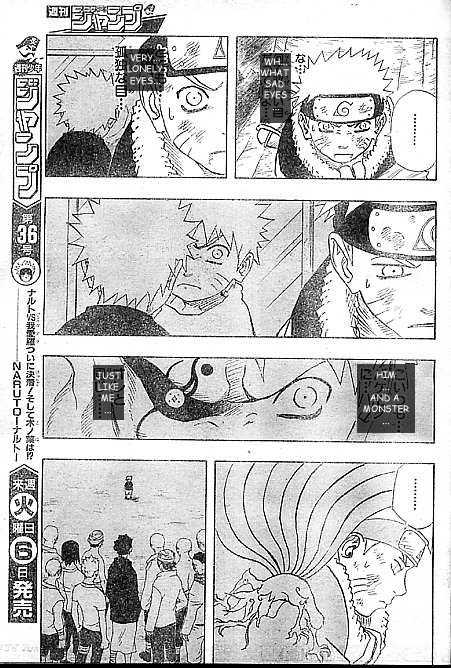 週刊少年ジャンプ
週刊少年
ジャンプ
第
36
号
ナルトVS我愛羅ついに決着!そして木ノ葉は!?
NARUTO-ナルト-
来週
火
曜日
6
日発売
WH..
WHAT
SAD
EYES..
な…
い目
…………
VERY..
LONELY
EYES..
孤独な目…
HIM
AND A
MONSTER
...
JUST
LIKE
ME ...
…………